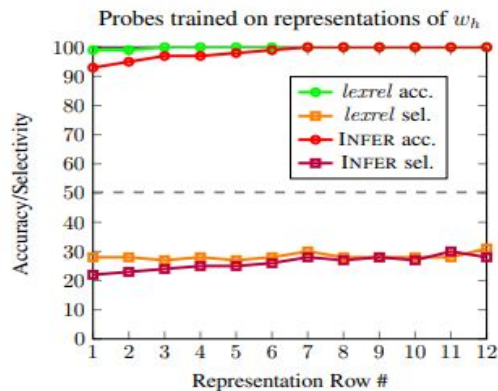 Probes trained on representations of w_h
100
90
80
70
60
50
40
30
20
10
0
Accuracy/Selectivity
lexrel acc.
lexrel sel.
INFER acc.
INFER sel.
1 2 3 4 5 6 7 8 9 10 11 12
Representation Row #